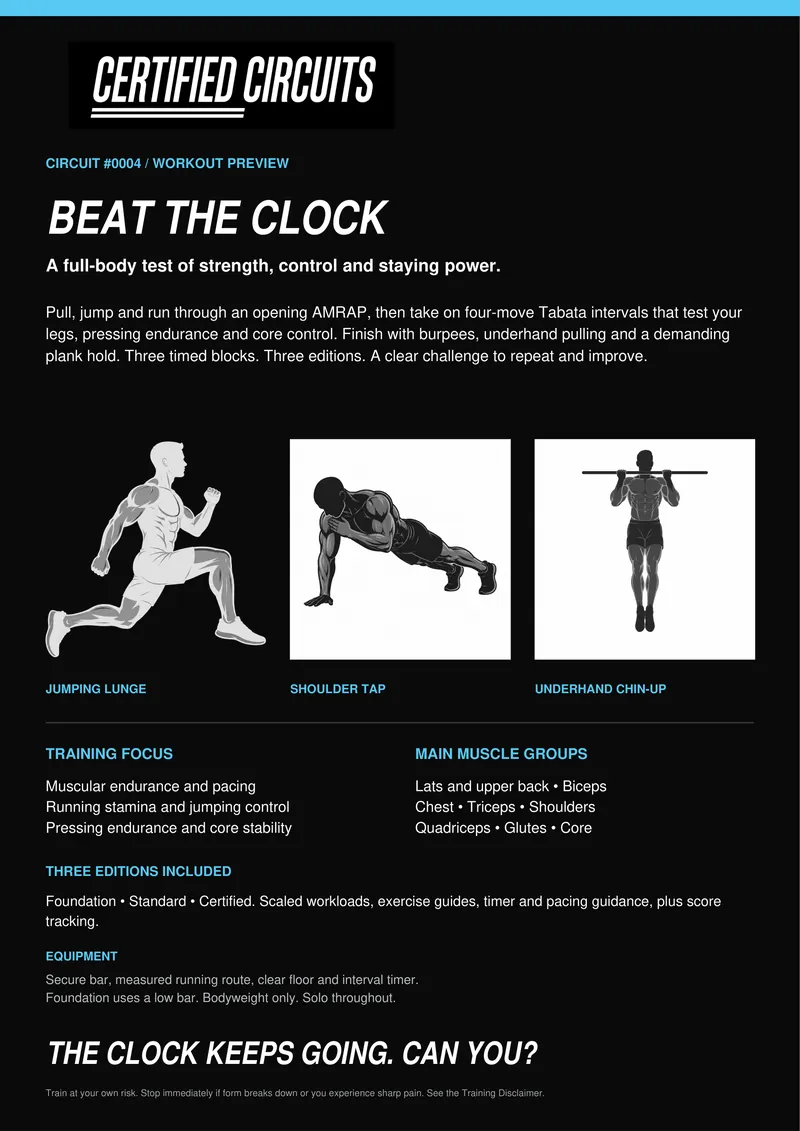 CERTIFIED CIRCUITS
CIRCUIT #0004 / WORKOUT PREVIEW
BEAT THE CLOCK
A full-body test of strength, control and staying power.
Pull, jump and run through an opening AMRAP, then take on four-move Tabata intervals that test your
legs, pressing endurance and core control. Finish with burpees, underhand pulling and a demanding
plank hold. Three timed blocks. Three editions. A clear challenge to repeat and improve.
JUMPING LUNGE
SHOULDER TAP
UNDERHAND CHIN-UP
TRAINING FOCUS
Muscular endurance and pacing
Running stamina and jumping control
Pressing endurance and core stability
MAIN MUSCLE GROUPS
Lats and upper back • Biceps
Chest • Triceps • Shoulders
Quadriceps • Glutes • Core
THREE EDITIONS INCLUDED
Foundation • Standard • Certified. Scaled workloads, exercise guides, timer and pacing guidance, plus score
tracking.
EQUIPMENT
Secure bar, measured running route, clear floor and interval timer.
Foundation uses a low bar. Bodyweight only. Solo throughout.
THE CLOCK KEEPS GOING. CAN YOU?
Train at your own risk. Stop immediately if form breaks down or you experience sharp pain. See the Training Disclaimer.